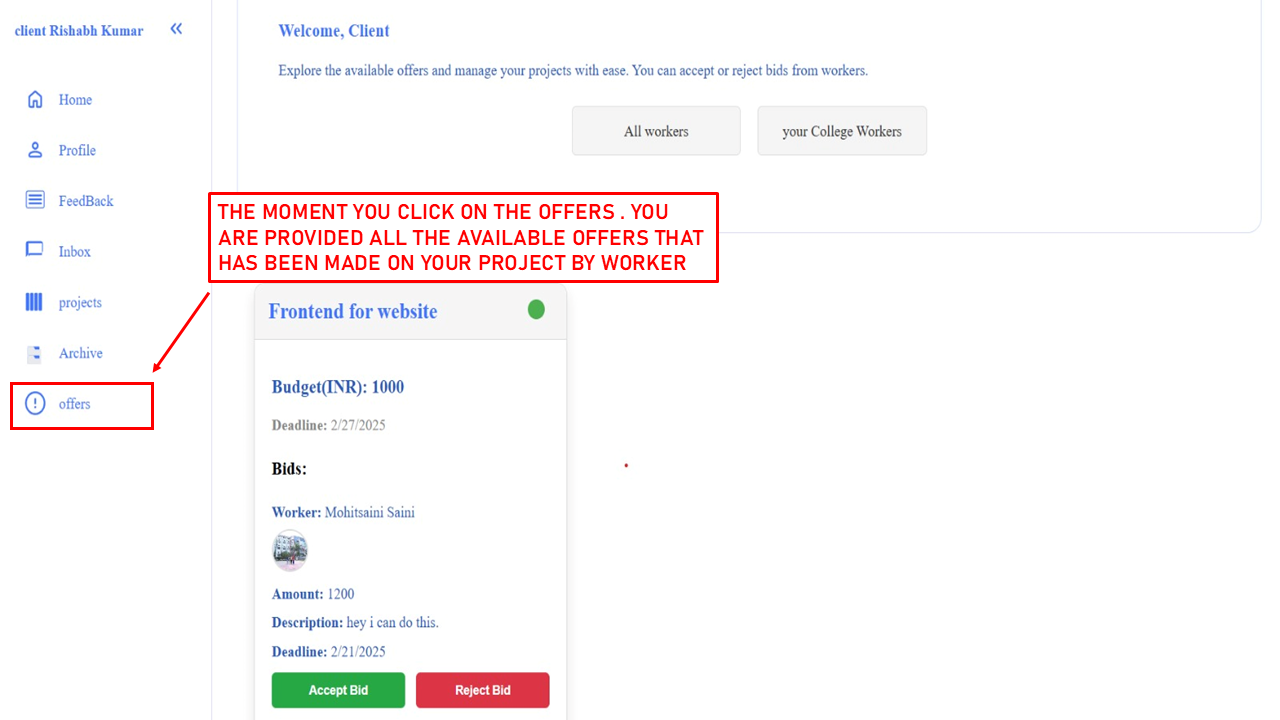 client Rishabh Kumar
Home
Profile
FeedBack
Inbox
projects
Archive
offers
Welcome, Client
Explore the available offers and manage your projects with ease. You can accept or reject bids from workers.
All workers
your College Workers
THE MOMENT YOU CLICK ON THE OFFERS . YOU
ARE PROVIDED ALL THE AVAILABLE OFFERS THAT
HAS BEEN MADE ON YOUR PROJECT BY WORKER
Frontend for website
Budget(INR): 1000
Deadline: 2/27/2025
Bids:
Worker: Mohitsaini Saini
Amount: 1200
Description: hey i can do this.
Deadline: 2/21/2025
Accept Bid
Reject Bid